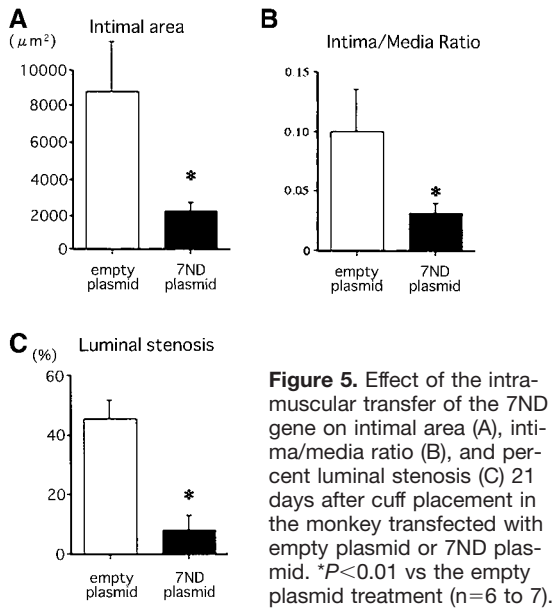 A
Intimal area
(μm²)
10000
8000
6000
4000
2000
0
*
empty
plasmid
7ND
plasmid
B
Intima/Media Ratio
0.15
0.10
0.05
0
*
empty
plasmid
7ND
plasmid
C
(%)
Luminal stenosis
60
40
20
0
*
empty
plasmid
7ND
plasmid
Figure 5. Effect of the intra-
muscular transfer of the 7ND
gene on intimal area (A), inti-
ma/media ratio (B), and per-
cent luminal stenosis (C) 21
days after cuff placement in
the monkey transfected with
empty plasmid or 7ND plas-
mid. *P<0.01 vs the empty
plasmid treatment (n=6 to 7).